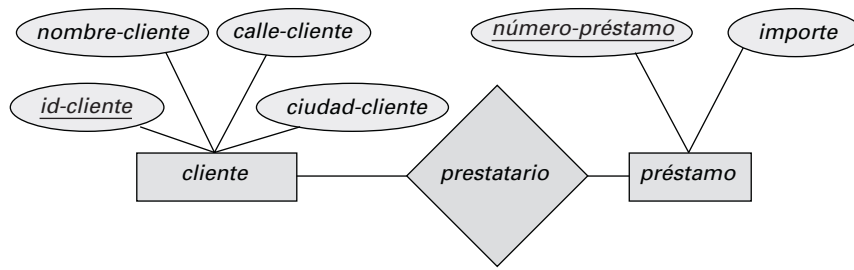 nombre-cliente
calle-cliente
número-préstamo
importe
id-cliente
ciudad-cliente
cliente
prestatario
préstamo